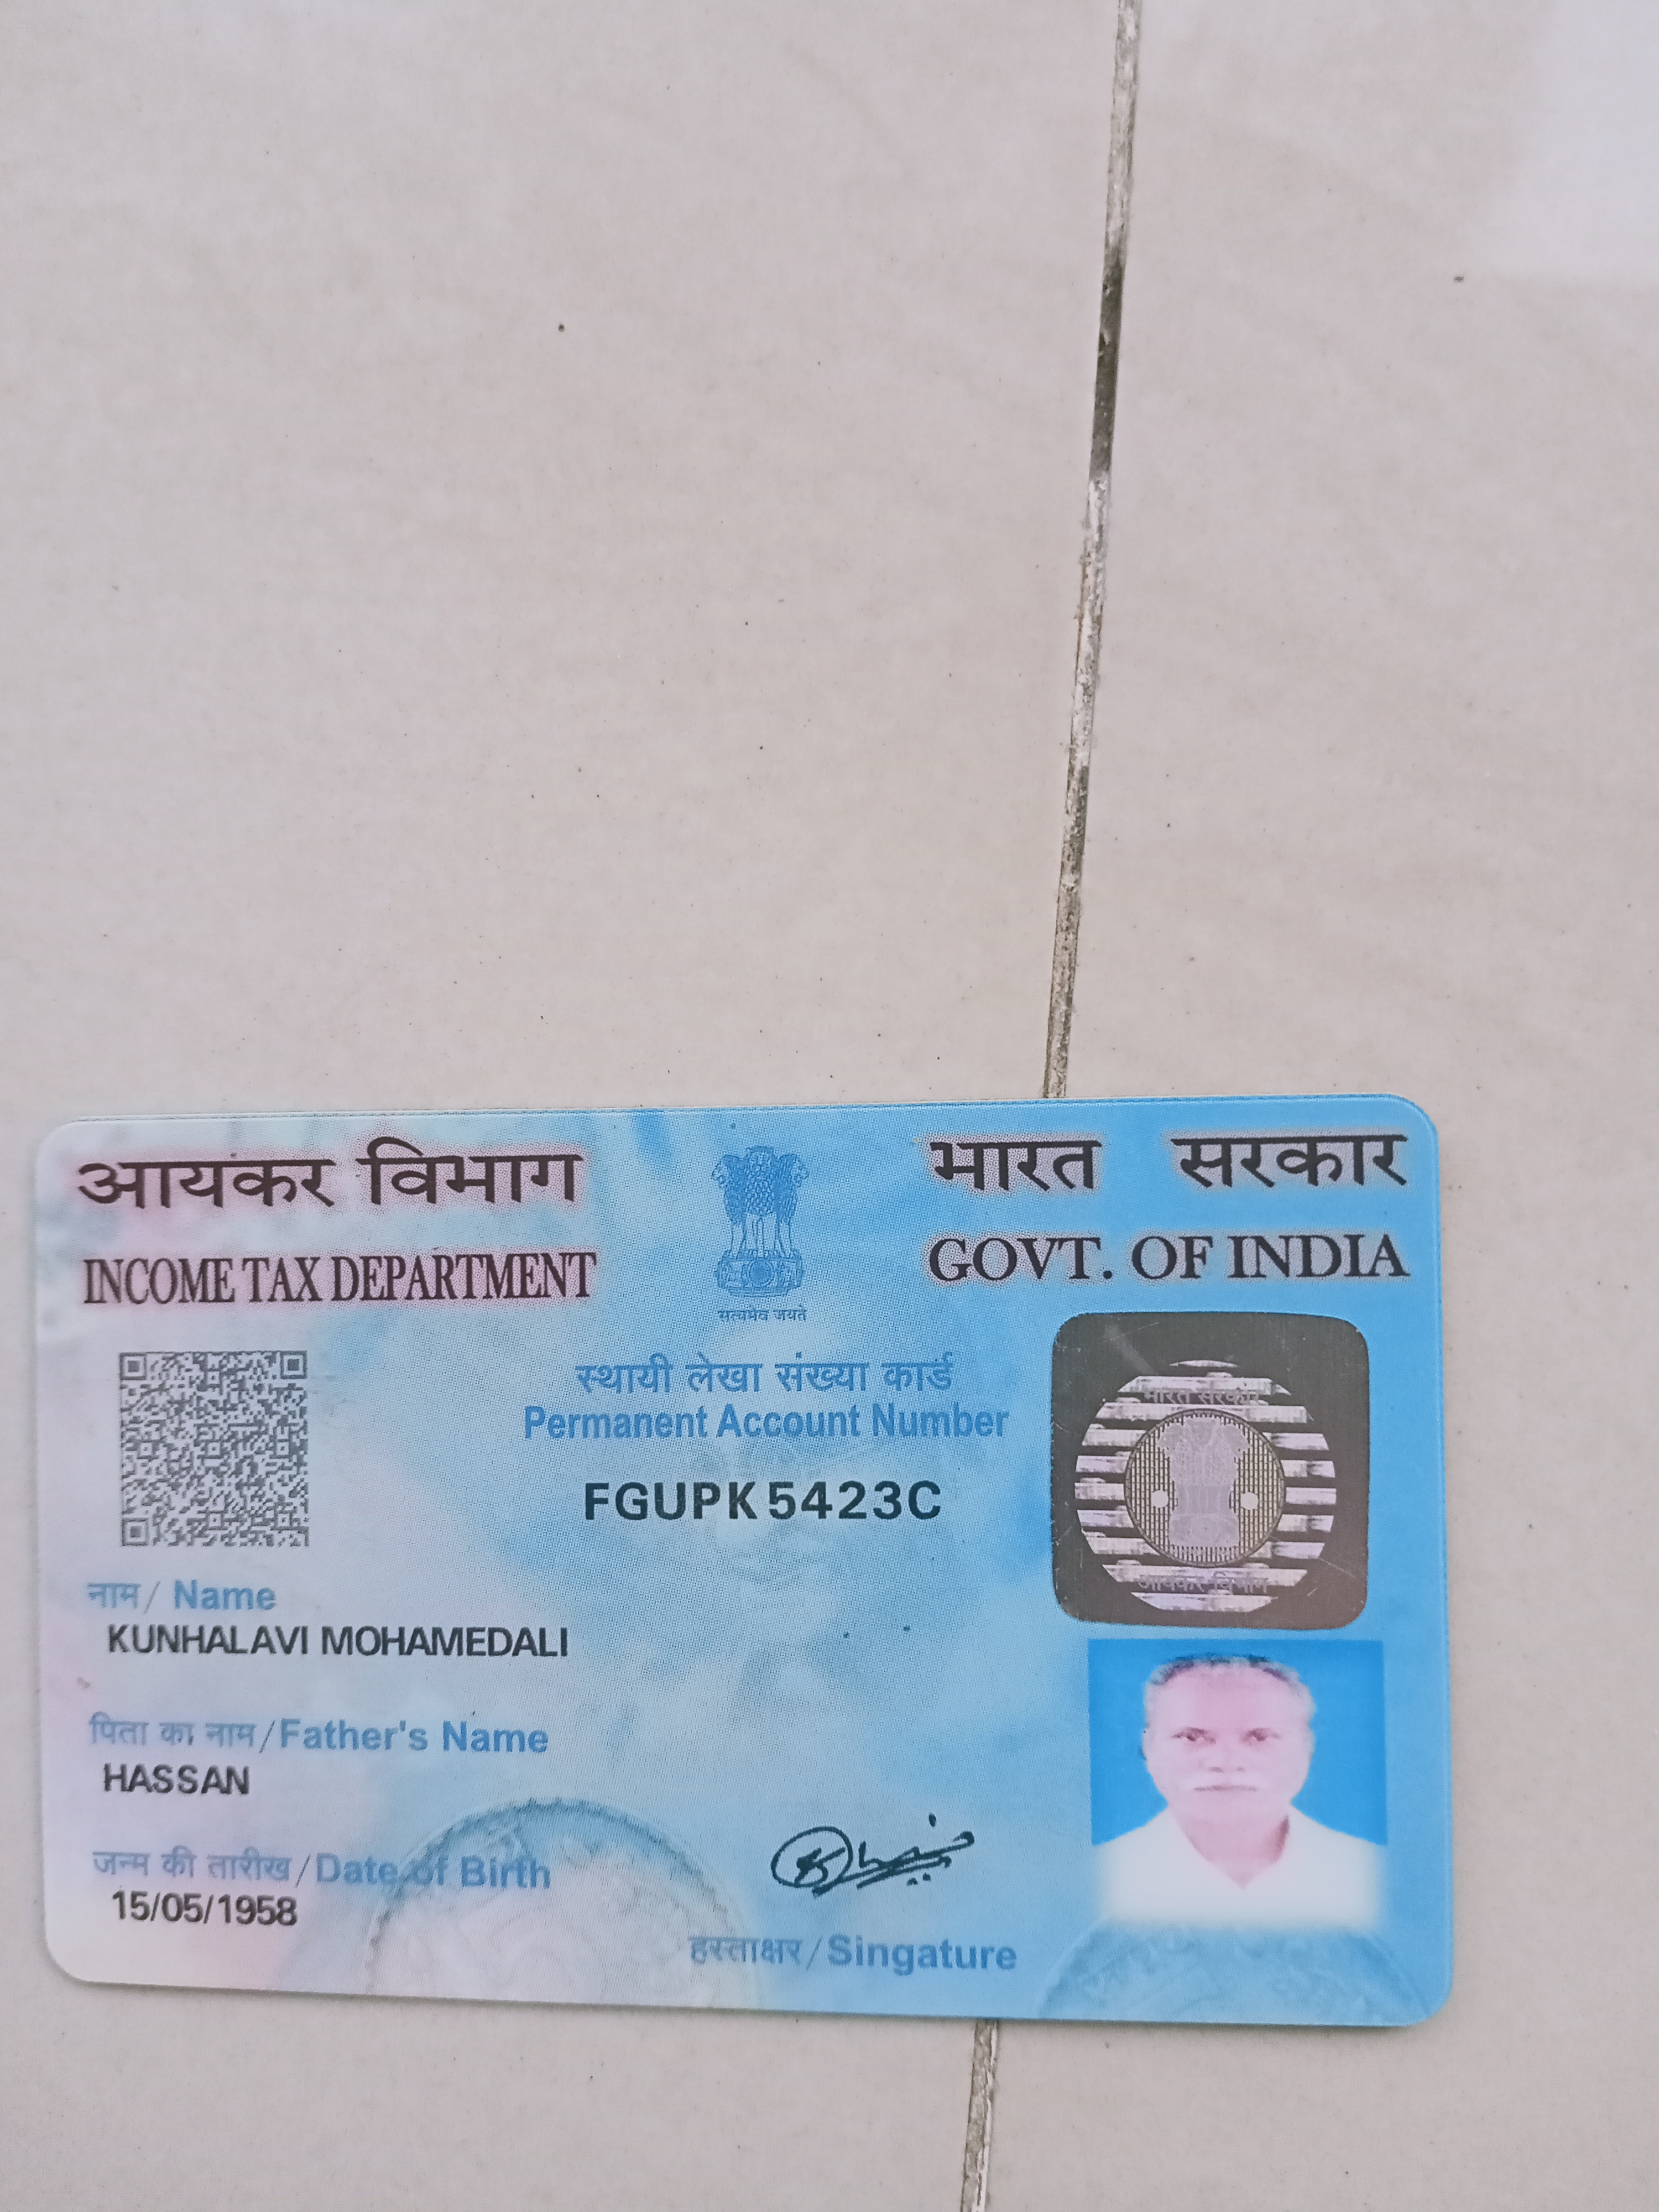 आयकर विभाग
INCOME TAX DEPARTMENT
सत्यमेव जयते
भारत सरकार
GOVT. OF INDIA
स्थायी लेखा संख्या कार्ड
Permanent Account Number
FGUPK5423C
भारत सरकार
आयकर विभाग
नाम / Name
KUNHALAVI MOHAMEDALI
पिता का नाम / Father's Name
HASSAN
जन्म की तारीख / Date of Birth
15/05/1958
हस्ताक्षर / Singature